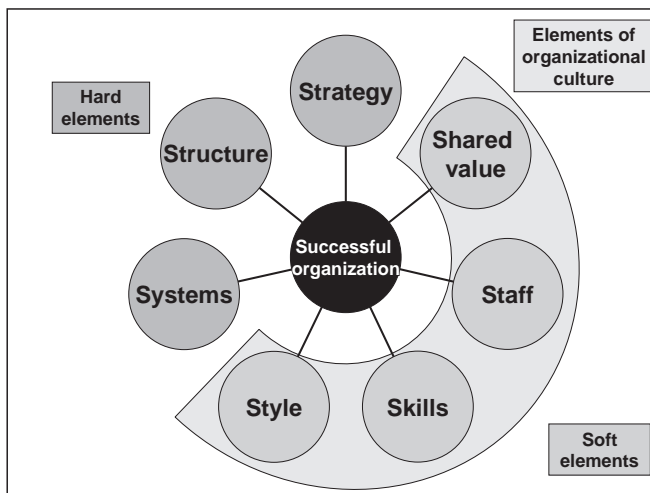 Elements of
organizational
culture
Hard
elements
Strategy
Shared
value
Structure
Successful
organization
Systems
Staff
Style
Skills
Soft
elements